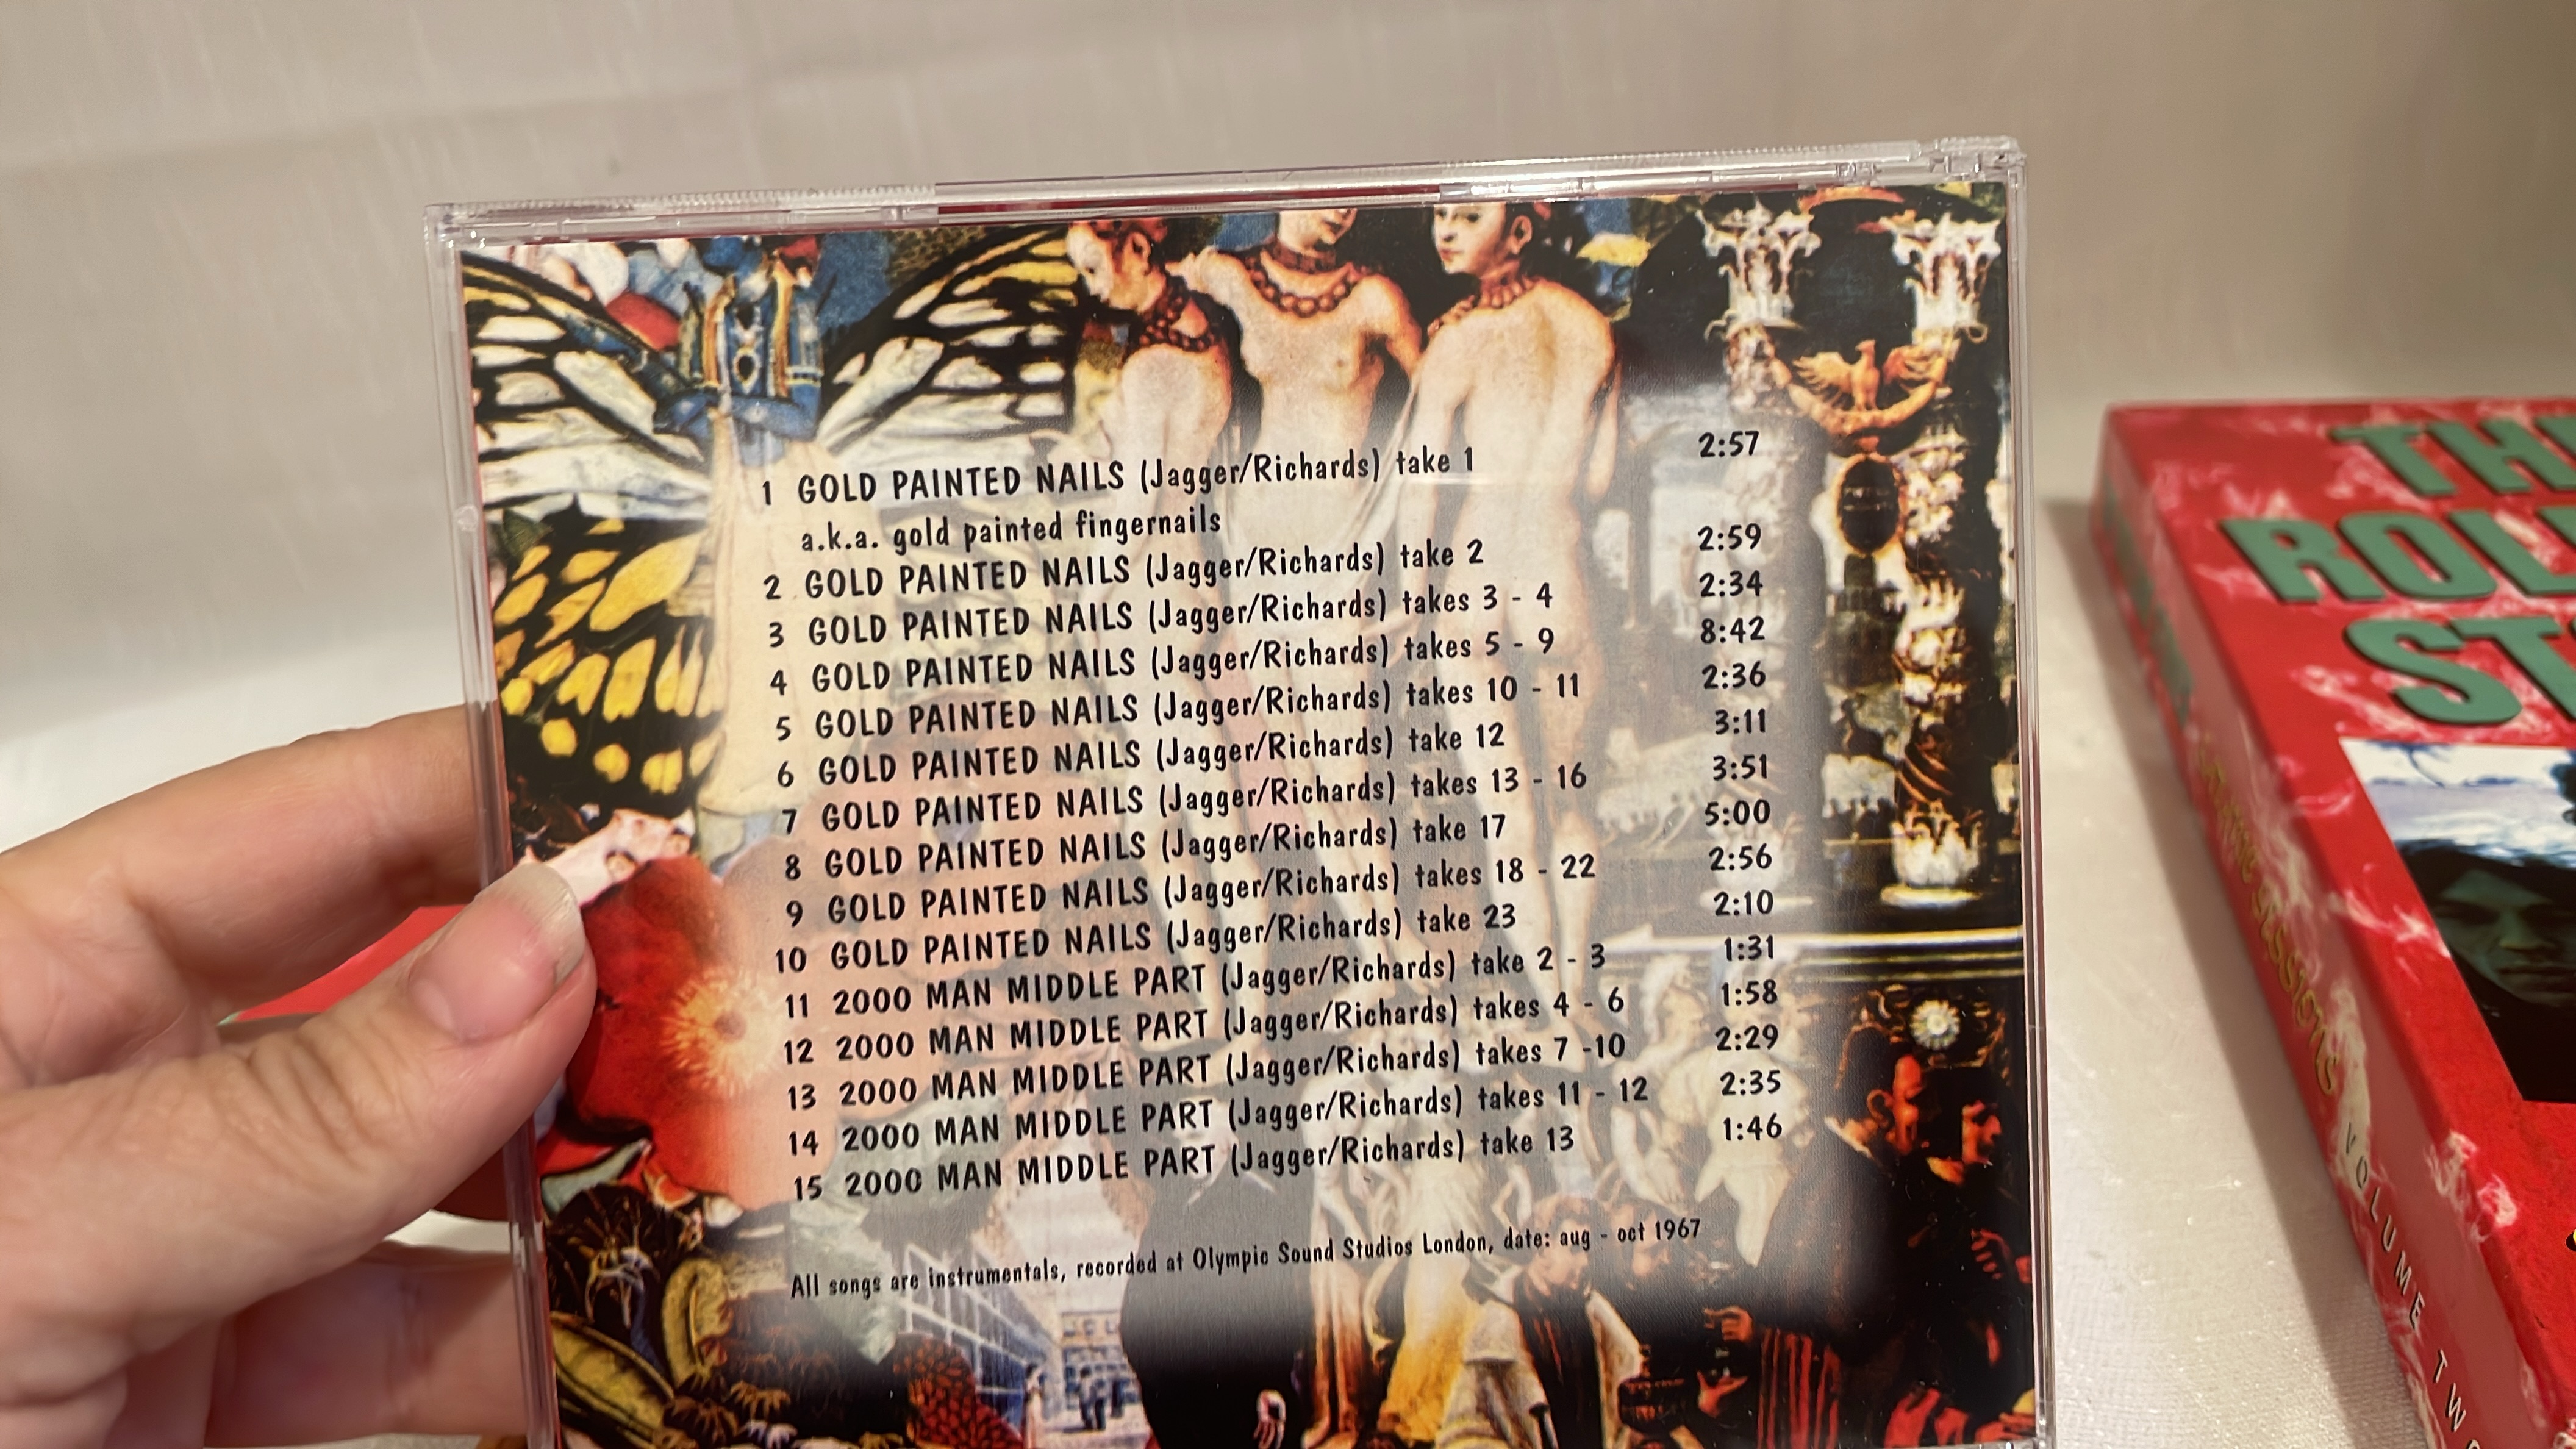 1 GOLD PAINTED NAILS (Jagger/Richards) take 1 2:57
a.k.a. gold painted fingernails
2 GOLD PAINTED NAILS (Jagger/Richards) take 2 2:59
3 GOLD PAINTED NAILS (Jagger/Richards) takes 3 - 4 2:34
4 GOLD PAINTED NAILS (Jagger/Richards) takes 5 - 9 8:42
5 GOLD PAINTED NAILS (Jagger/Richards) takes 10 - 11 2:36
6 GOLD PAINTED NAILS (Jagger/Richards) take 12 3:11
7 GOLD PAINTED NAILS (Jagger/Richards) takes 13 - 16 3:51
8 GOLD PAINTED NAILS (Jagger/Richards) take 17 5:00
9 GOLD PAINTED NAILS (Jagger/Richards) takes 18 - 22 2:56
10 GOLD PAINTED NAILS (Jagger/Richards) take 23 2:10
11 2000 MAN MIDDLE PART (Jagger/Richards) take 2 - 3 1:31
12 2000 MAN MIDDLE PART (Jagger/Richards) takes 4 - 6 1:58
13 2000 MAN MIDDLE PART (Jagger/Richards) takes 7 -10 2:29
14 2000 MAN MIDDLE PART (Jagger/Richards) takes 11 - 12 2:35
15 2000 MAN MIDDLE PART (Jagger/Richards) take 13 1:46
All songs are instrumentals, recorded at Olympic Sound Studios London, date: aug - oct 1967
TH
ROL
ST
VOLUME TW